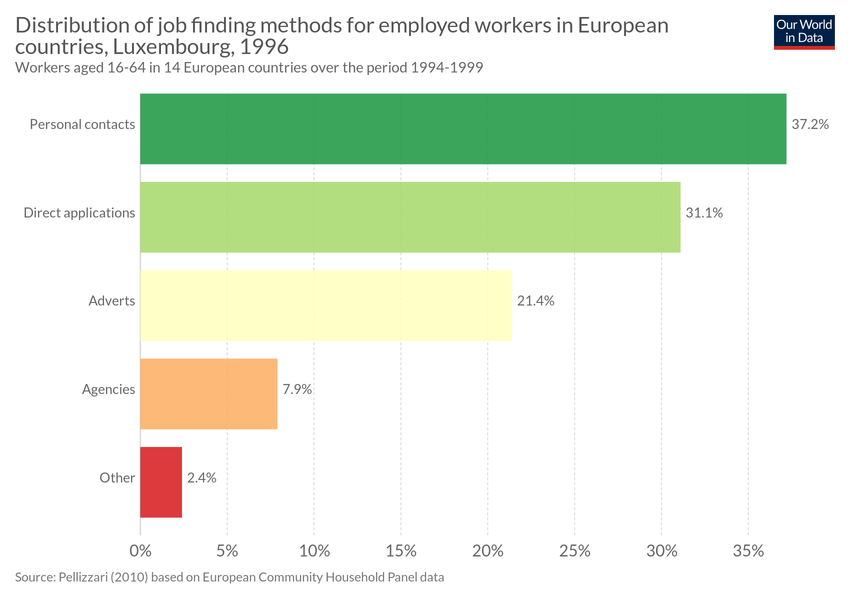 Distribution of job finding methods for employed workers in European
countries, Luxembourg, 1996
Workers aged 16-64 in 14 European countries over the period 1994-1999
Our World
in Data
Personal contacts
37.2%
Direct applications
31.1%
Adverts
21.4%
Agencies
7.9%
Other
2.4%
0% 5% 10% 15% 20% 25% 30% 35%
Source: Pellizzari (2010) based on European Community Household Panel data